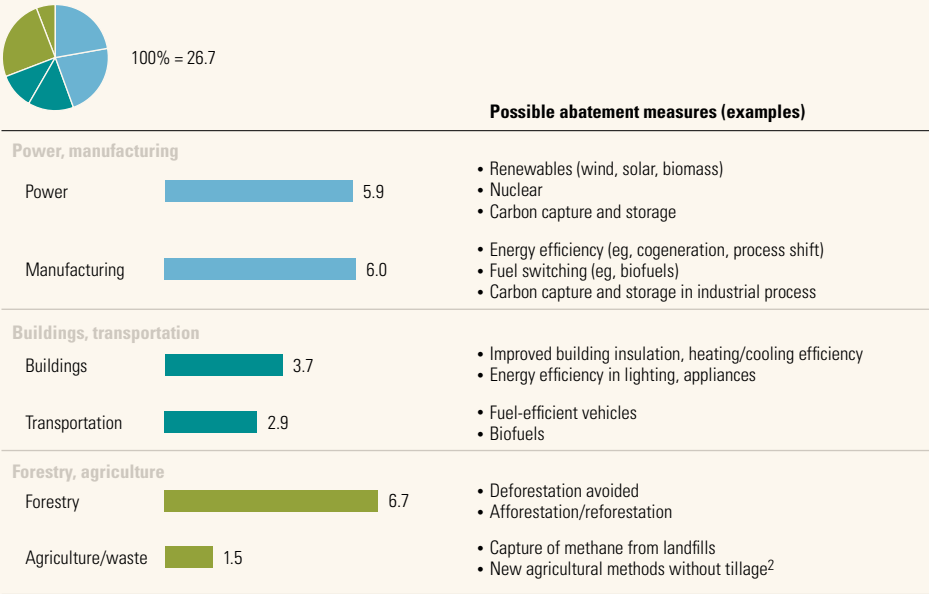 100% = 26.7
Possible abatement measures (examples)
Power, manufacturing
Power
5.9
• Renewables (wind, solar, biomass)
• Nuclear
• Carbon capture and storage
Manufacturing
6.0
• Energy efficiency (eg, cogeneration, process shift)
• Fuel switching (eg, biofuels)
• Carbon capture and storage in industrial process
Buildings, transportation
Buildings
3.7
• Improved building insulation, heating/cooling efficiency
• Energy efficiency in lighting, appliances
Transportation
2.9
• Fuel-efficient vehicles
• Biofuels
Forestry, agriculture
Forestry
6.7
• Deforestation avoided
• Afforestation/reforestation
Agriculture/waste
1.5
• Capture of methane from landfills
• New agricultural methods without tillage²